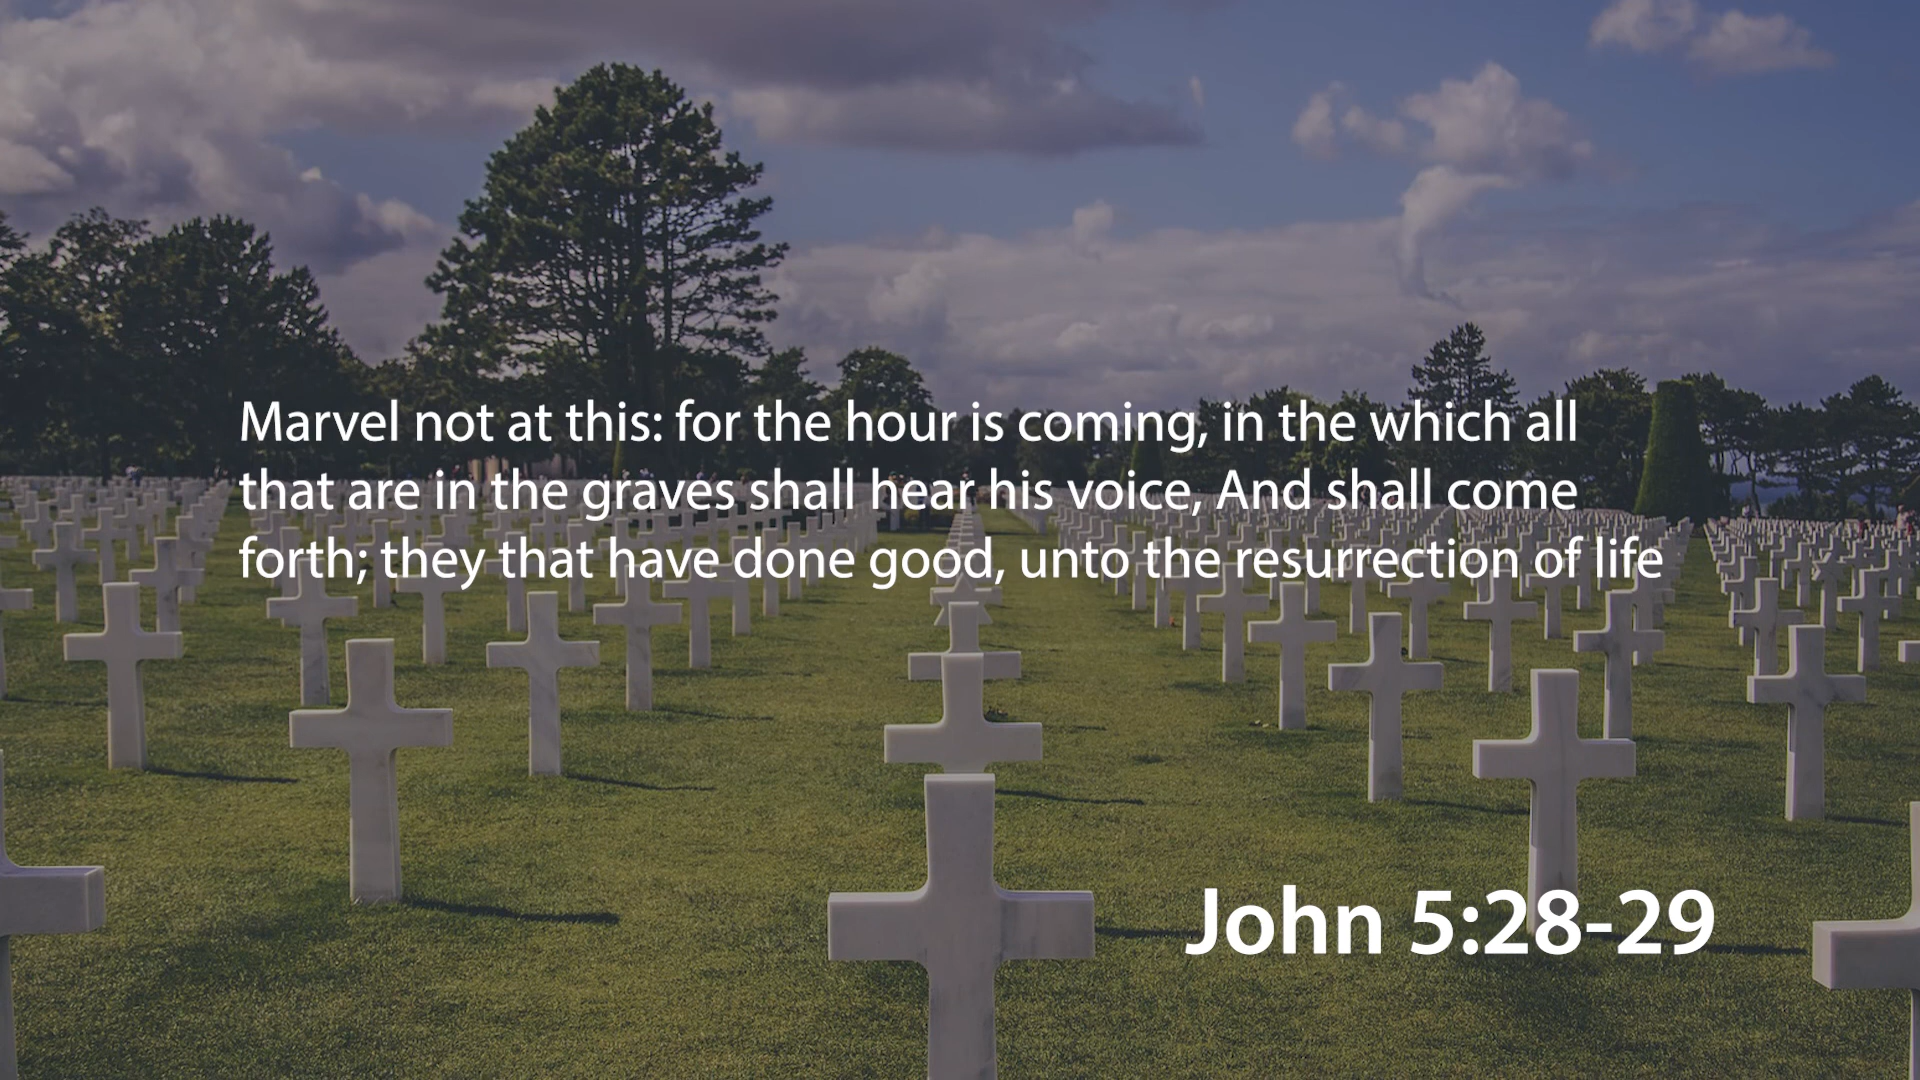 Marvel not at this: for the hour is coming, in the which all
that are in the graves shall hear his voice, And shall come
forth; they that have done good, unto the resurrection of life
John 5:28-29